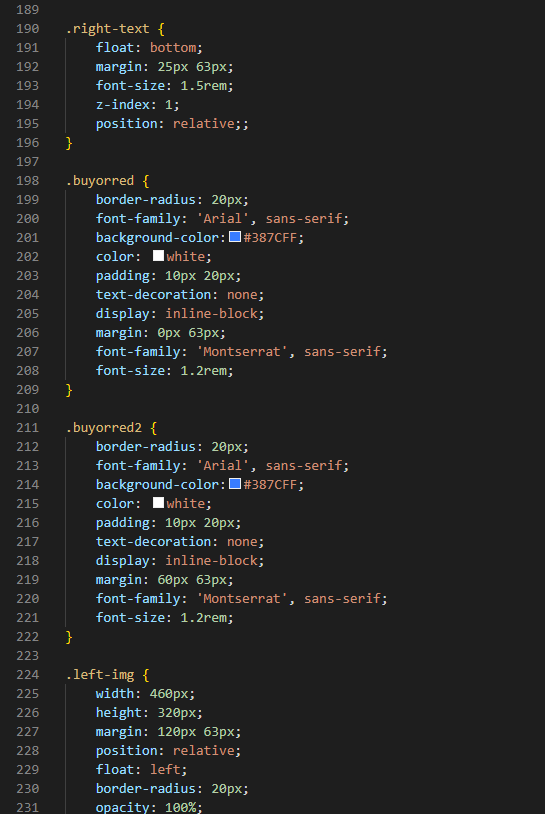 189
190 .right-text {
191 float: bottom;
192 margin: 25px 63px;
193 font-size: 1.5rem;
194 z-index: 1;
195 position: relative;;
196 }
197
198 .buyorred {
199 border-radius: 20px;
200 font-family: 'Arial', sans-serif;
201 background-color: #387CFF;
202 color: white;
203 padding: 10px 20px;
204 text-decoration: none;
205 display: inline-block;
206 margin: 0px 63px;
207 font-family: 'Montserrat', sans-serif;
208 font-size: 1.2rem;
209 }
210
211 .buyorred2 {
212 border-radius: 20px;
213 font-family: 'Arial', sans-serif;
214 background-color: #387CFF;
215 color: white;
216 padding: 10px 20px;
217 text-decoration: none;
218 display: inline-block;
219 margin: 60px 63px;
220 font-family: 'Montserrat', sans-serif;
221 font-size: 1.2rem;
222 }
223
224 .left-img {
225 width: 460px;
226 height: 320px;
227 margin: 120px 63px;
228 position: relative;
229 float: left;
230 border-radius: 20px;
231 opacity: 100%;